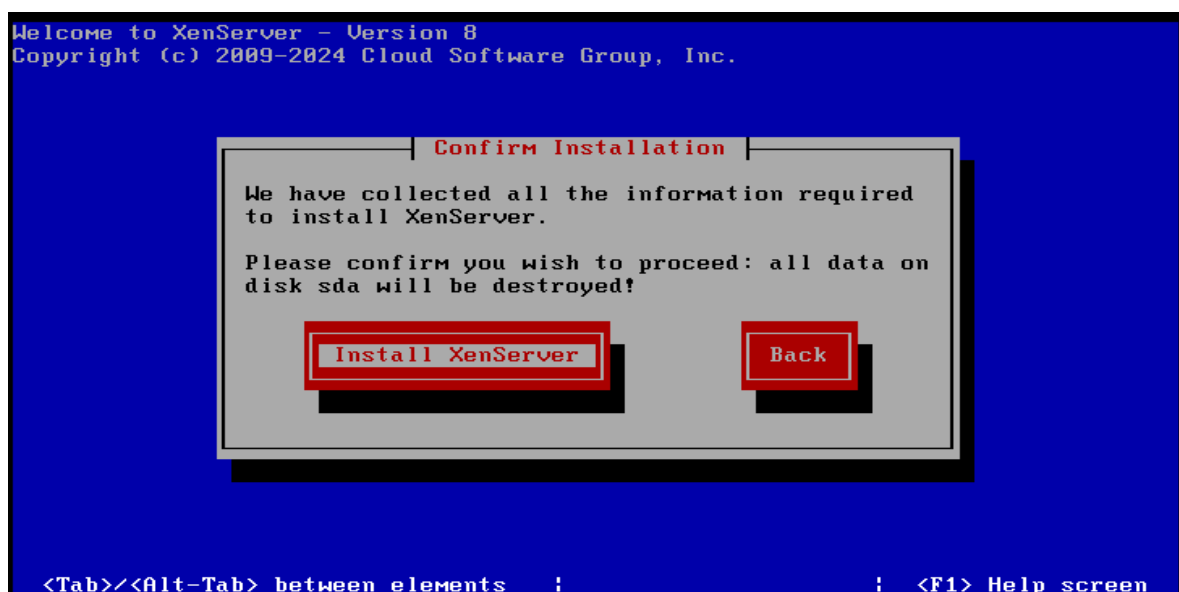 Welcome to XenServer - Version 8
Copyright (c) 2009-2024 Cloud Software Group, Inc.
Confirm Installation
We have collected all the information required
to install XenServer.
Please confirm you wish to proceed: all data on
disk sda will be destroyed!
Install XenServer Back
<Tab>/<Alt-Tab> between elements | | <F1> Help screen